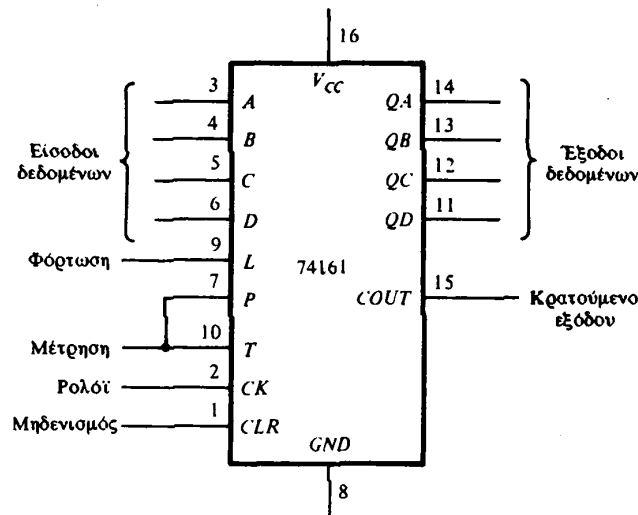 16
V_CC
3 A QA 14
4 B QB 13
Είσοδοι δεδομένων
Έξοδοι δεδομένων
5 C QC 12
6 D QD 11
Φόρτωση 9 L
74161
7 P COUT 15 Κρατούμενο εξόδου
Μέτρηση 10 T
Ρολόϊ 2 CK
Μηδενισμός 1 CLR
GND
8